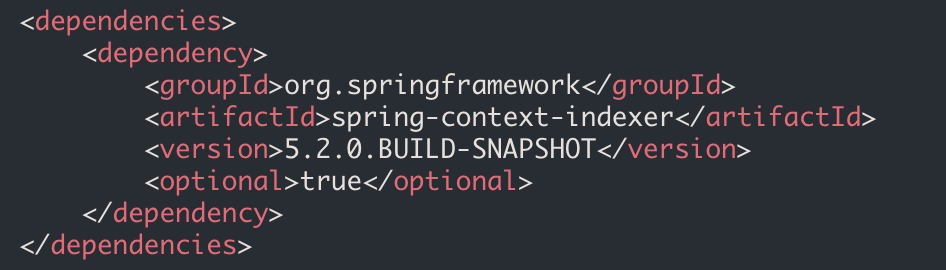 <dependencies>
    <dependency>
        <groupId>org.springframework</groupId>
        <artifactId>spring-context-indexer</artifactId>
        <version>5.2.0.BUILD-SNAPSHOT</version>
        <optional>true</optional>
    </dependency>
</dependencies>